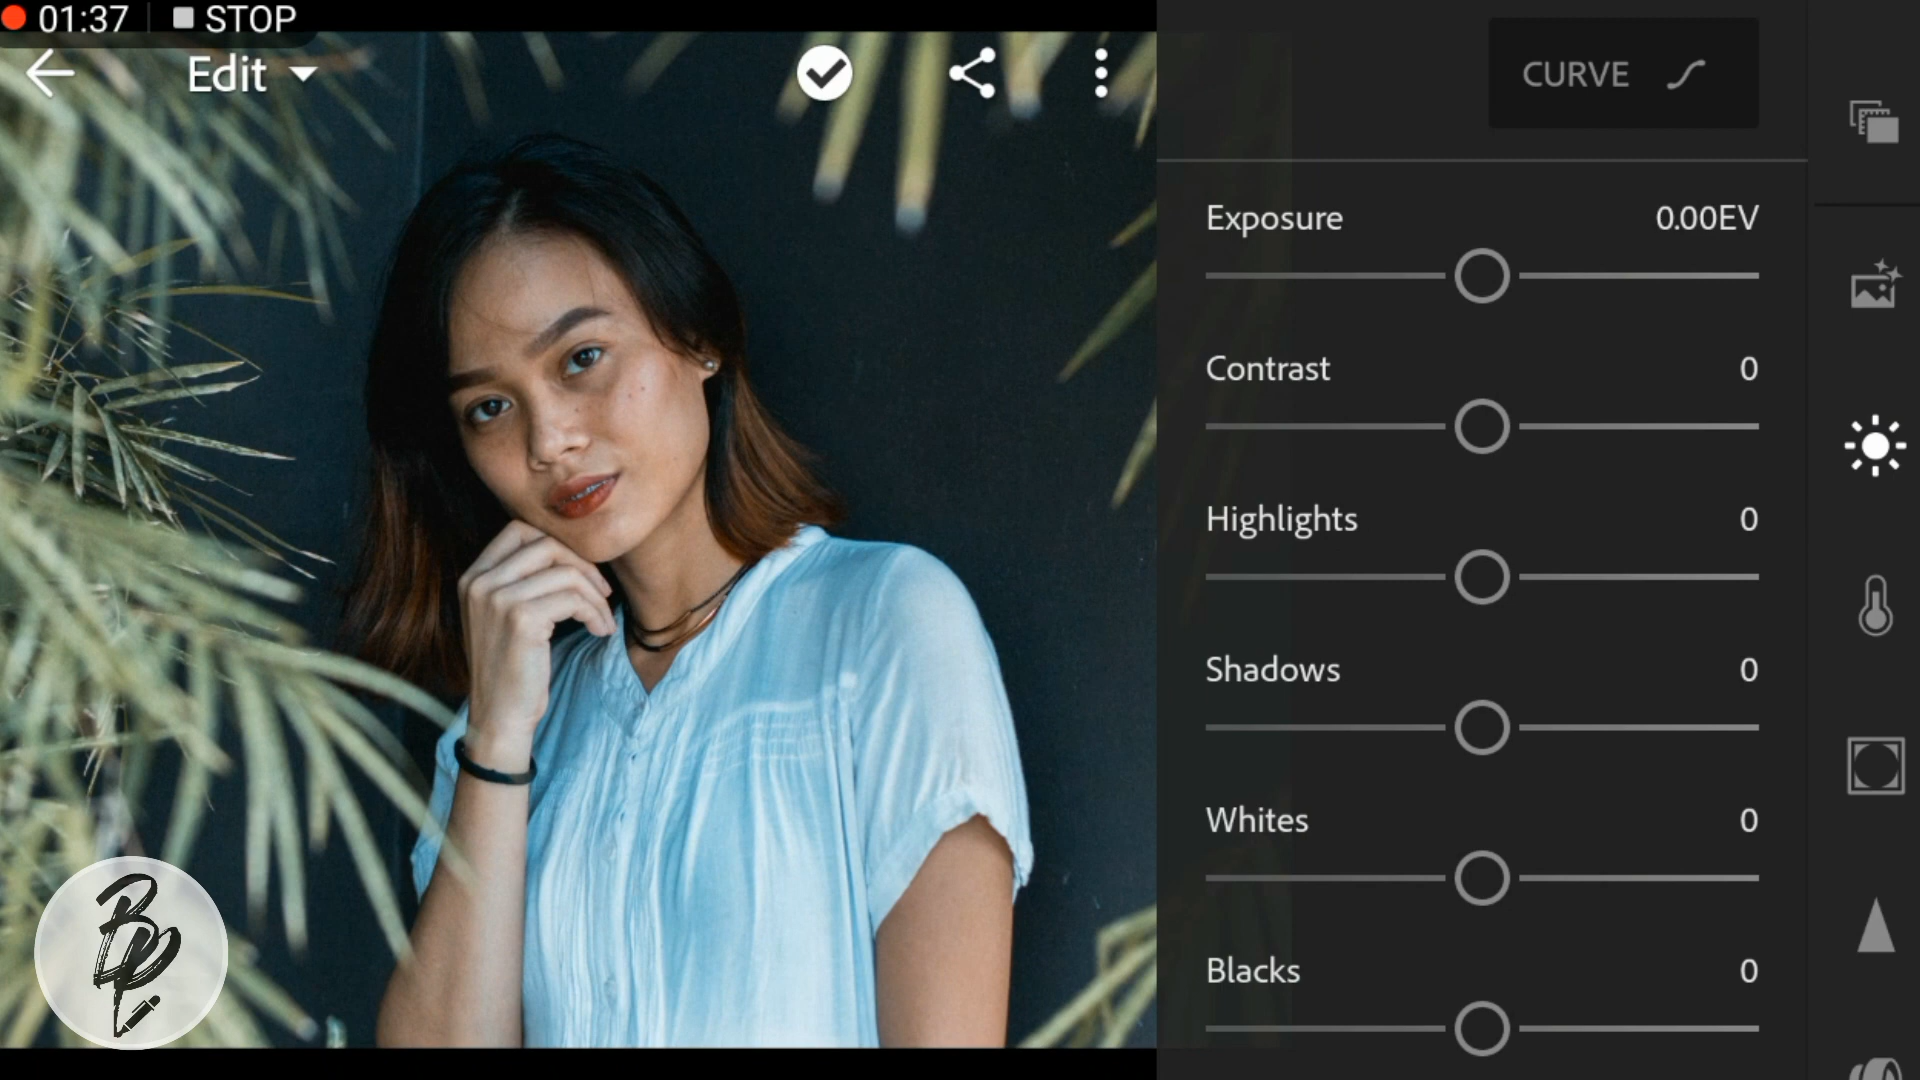 01:37 STOP
Edit
CURVE
Exposure 0.00EV
Contrast 0
Highlights 0
Shadows 0
Whites 0
Blacks 0